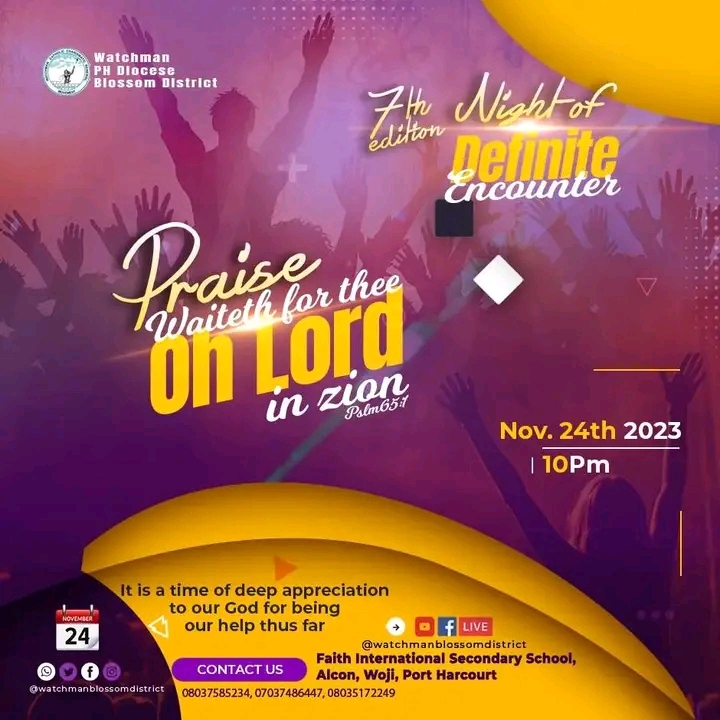 Watchman
PH Diocese
Blossom District
7th edition Night of
Definite
Encounter
Praise
Waiteth for thee
Oh Lord
in zion
Pslm65:1
Nov. 24th 2023
10Pm
It is a time of deep appreciation
to our God for being
our help thus far
NOVEMBER
24
LIVE
@watchmanblossomdistrict
@watchmanblossomdistrict
CONTACT US
Faith International Secondary School,
Alcon, Woji, Port Harcourt
08037585234, 07037486447, 08035172249